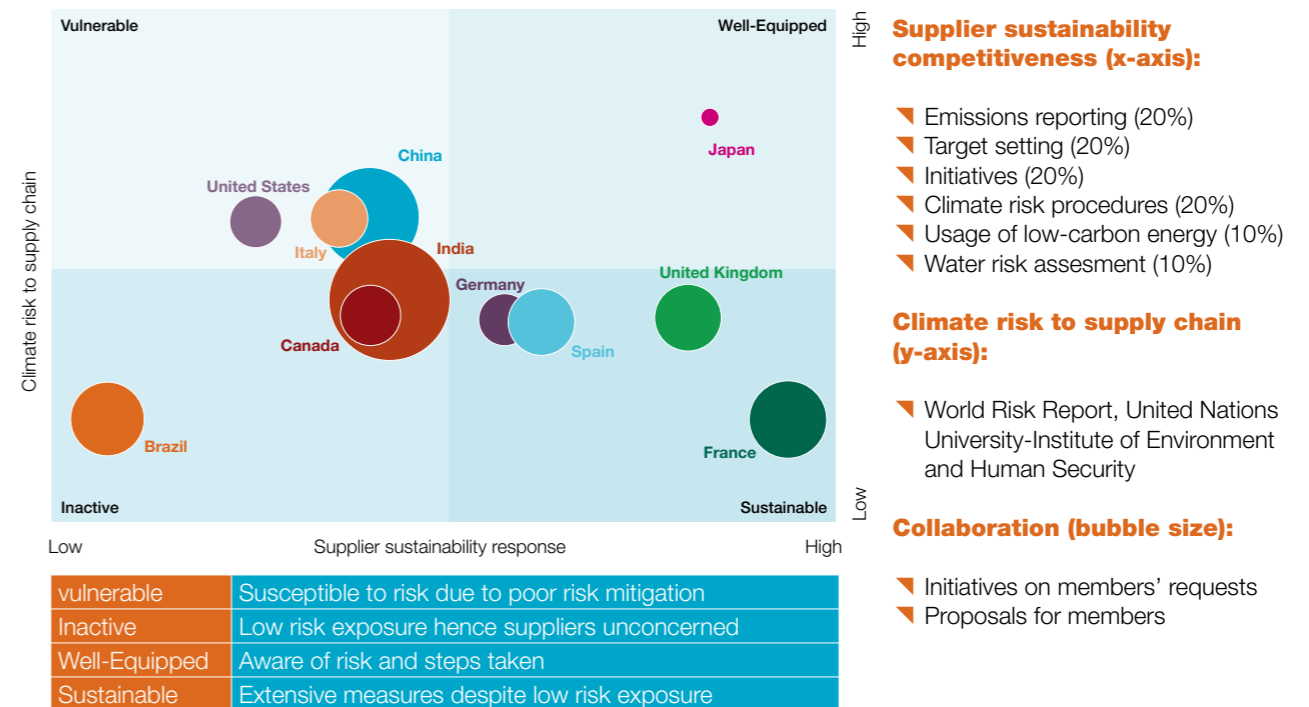 Vulnerable
Well-Equipped
High
Japan
China
United States
Italy
India
United Kingdom
Germany
Canada
Spain
Brazil
France
Climate risk to supply chain
Inactive
Sustainable
Low
Low
Supplier sustainability response
High
vulnerable Susceptible to risk due to poor risk mitigation
Inactive Low risk exposure hence suppliers unconcerned
Well-Equipped Aware of risk and steps taken
Sustainable Extensive measures despite low risk exposure
Supplier sustainability
competitiveness (x-axis):
Emissions reporting (20%)
Target setting (20%)
Initiatives (20%)
Climate risk procedures (20%)
Usage of low-carbon energy (10%)
Water risk assesment (10%)
Climate risk to supply chain
(y-axis):
World Risk Report, United Nations
University-Institute of Environment
and Human Security
Collaboration (bubble size):
Initiatives on members’ requests
Proposals for members